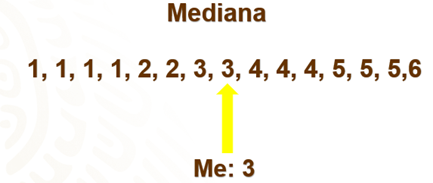 Mediana
1, 1, 1, 1, 2, 2, 3, 3, 4, 4, 4, 5, 5, 5,6
Me: 3